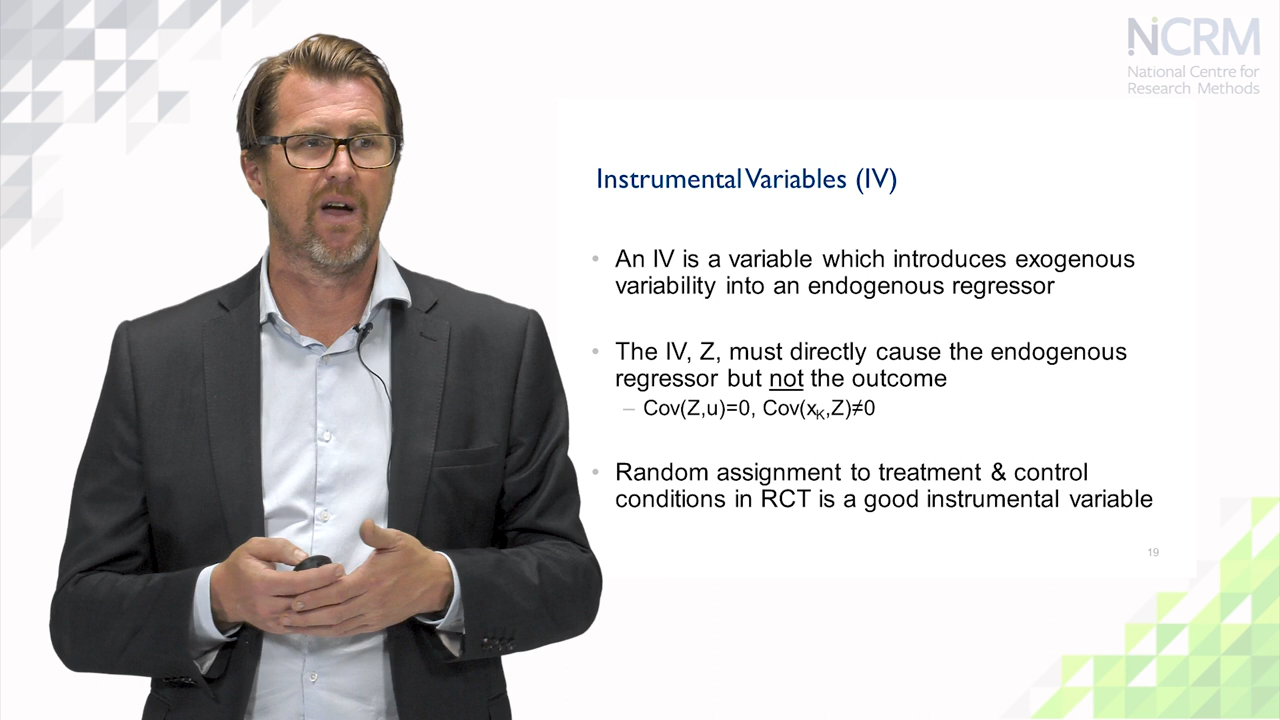 NCRM
National Centre for
Research Methods
Instrumental Variables (IV)
• An IV is a variable which introduces exogenous
variability into an endogenous regressor
• The IV, Z, must directly cause the endogenous
regressor but not the outcome
– Cov(Z,u)=0, Cov(xK,Z)≠0
• Random assignment to treatment & control
conditions in RCT is a good instrumental variable
19